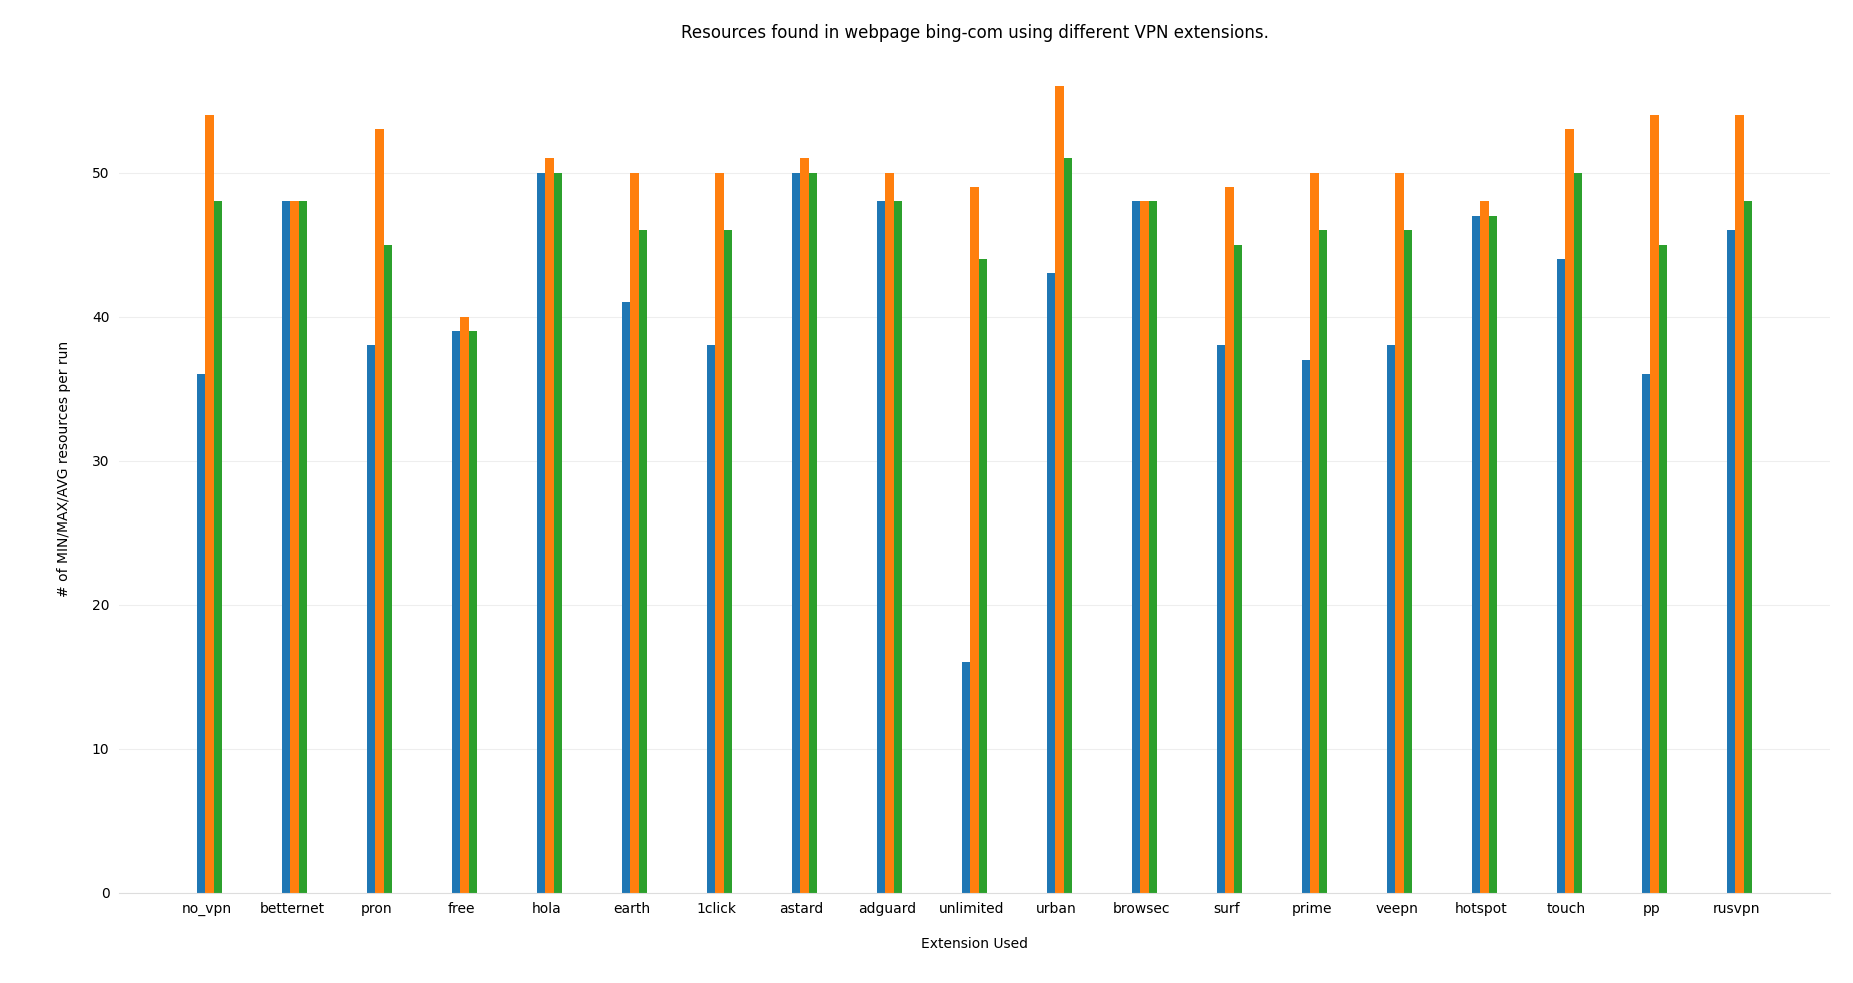 Resources found in webpage bing-com using different VPN extensions.
# of MIN/MAX/AVG resources per run
50
40
30
20
10
0
no_vpn betternet pron free hola earth 1click astard adguard unlimited urban browsec surf prime veepn hotspot touch pp rusvpn
Extension Used